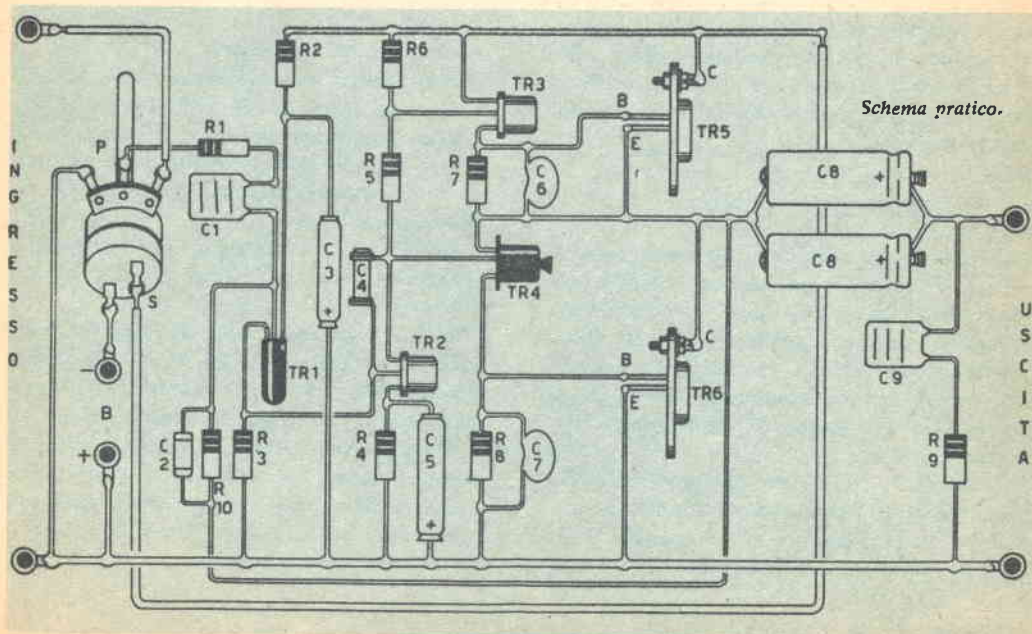 Schema pratico.
INGRESSO
P
R1
C1
S
−
B
+
C2
R10
R3
R2
C3
TR1
R6
R5
C4
TR2
R4
C5
TR3
R7
C6
TR4
R8
C7
B
E
C
TR5
B
E
C
TR6
C8
+
C8
+
C9
R9
USCITA
+
+